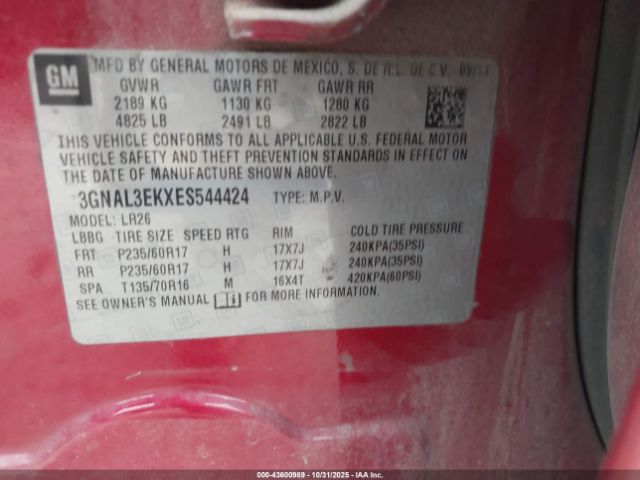 GM MFD BY GENERAL MOTORS DE MEXICO, S. DE R.L. DE C.V. 09/13
GVWR GAWR FRT GAWR RR
2189 KG 1130 KG 1280 KG
4825 LB 2491 LB 2822 LB
THIS VEHICLE CONFORMS TO ALL APPLICABLE U.S. FEDERAL MOTOR
VEHICLE SAFETY AND THEFT PREVENTION STANDARDS IN EFFECT ON
THE DATE OF MANUFACTURE SHOWN ABOVE.
3GNAL3EKXES544424 TYPE: M.P.V.
MODEL: LR26
LBBG TIRE SIZE SPEED RTG RIM COLD TIRE PRESSURE
FRT P235/60R17 H 17X7J 240KPA(35PSI)
RR P235/60R17 H 17X7J 240KPA(35PSI)
SPA T135/70R16 M 16X4T 420KPA(60PSI)
SEE OWNER'S MANUAL FOR MORE INFORMATION.
000-43600989 - 10/31/2025 - IAAI.COM